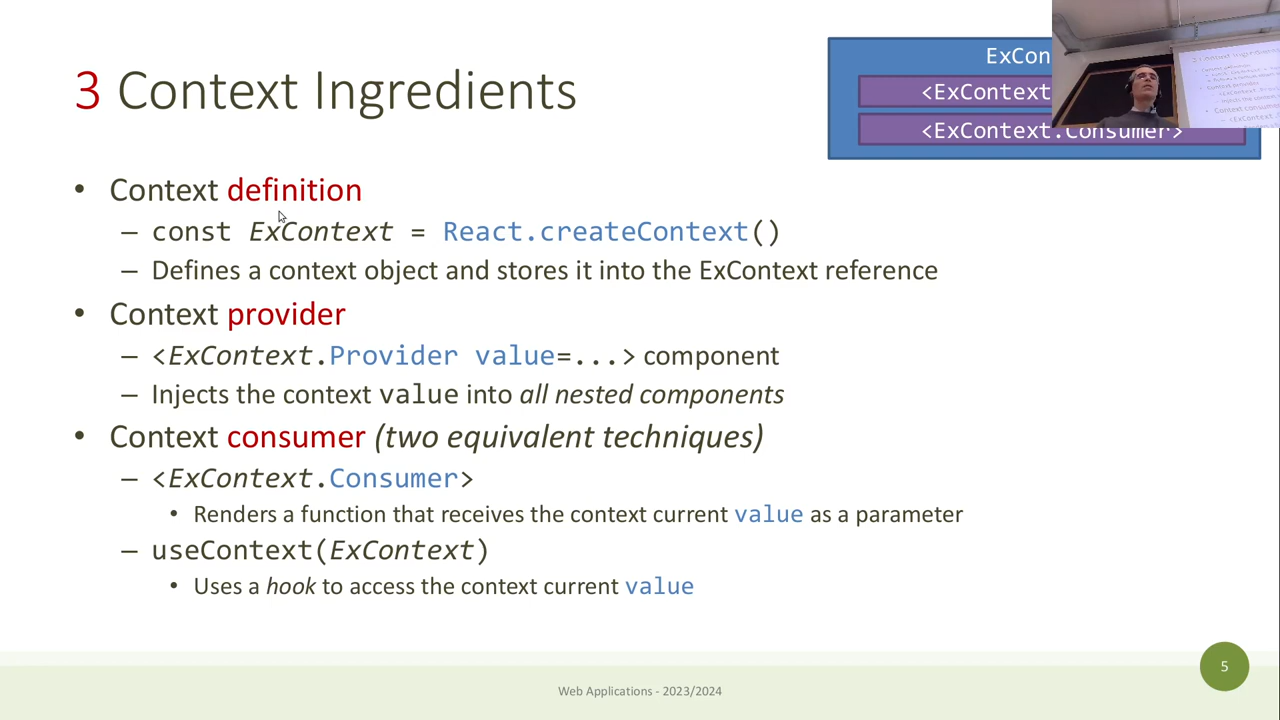 3 Context Ingredients
ExCon
<ExContext
<ExContext.Consumer>
• Context definition
– const ExContext = React.createContext()
– Defines a context object and stores it into the ExContext reference
• Context provider
– <ExContext.Provider value=...> component
– Injects the context value into all nested components
• Context consumer (two equivalent techniques)
– <ExContext.Consumer>
• Renders a function that receives the context current value as a parameter
– useContext(ExContext)
• Uses a hook to access the context current value
Web Applications - 2023/2024
5